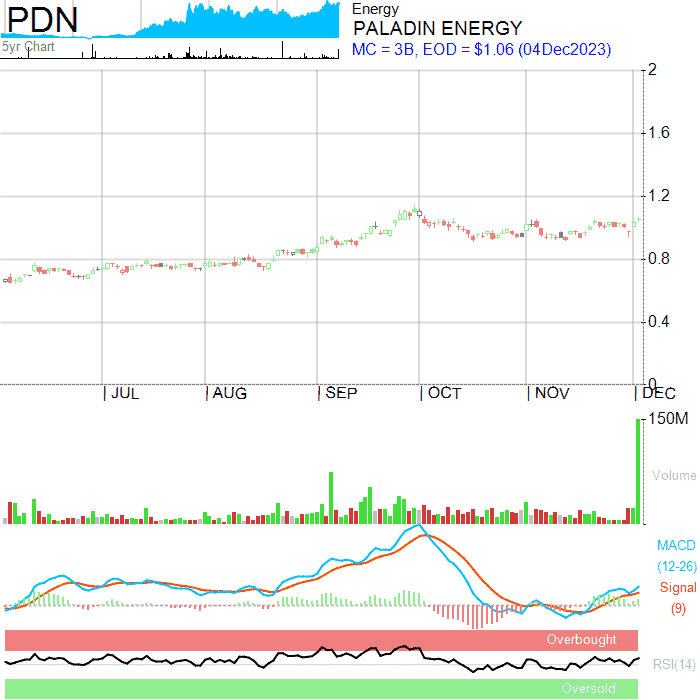 PDN
5yr Chart
Energy
PALADIN ENERGY
MC = 3B, EOD = $1.06 (04Dec2023)
2
1.6
1.2
0.8
0.4
0
JUL
AUG
SEP
OCT
NOV
DEC
150M
Volume
MACD
(12-26)
Signal
(9)
Overbought
RSI(14)
Oversold